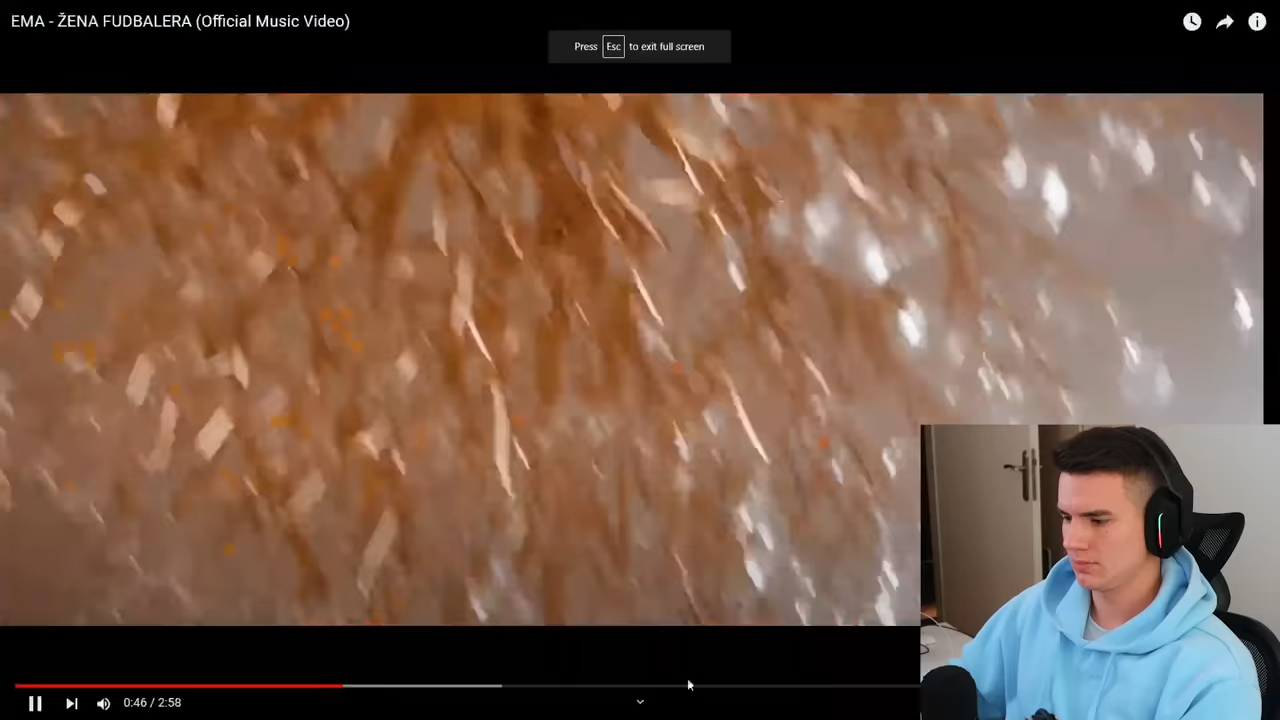 EMA - ŽENA FUDBALERA (Official Music Video)
Press Esc to exit full screen
0:46 / 2:58